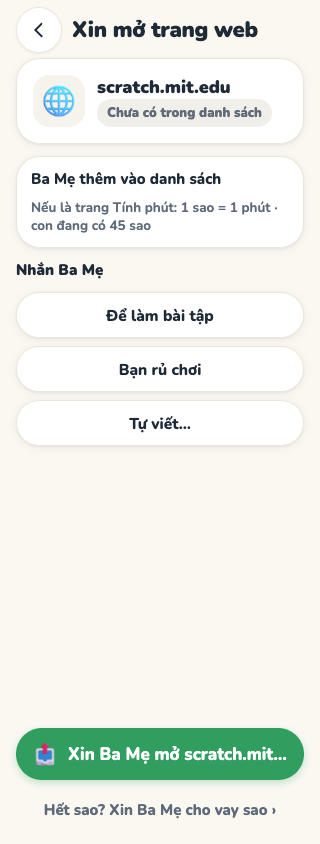 Xin mở trang web
scratch.mit.edu
Chưa có trong danh sách
Ba Mẹ thêm vào danh sách
Nếu là trang Tính phút: 1 sao = 1 phút ·
con đang có 45 sao
Nhắn Ba Mẹ
Để làm bài tập
Bạn rủ chơi
Tự viết...
Xin Ba Mẹ mở scratch.mit...
Hết sao? Xin Ba Mẹ cho vay sao ›